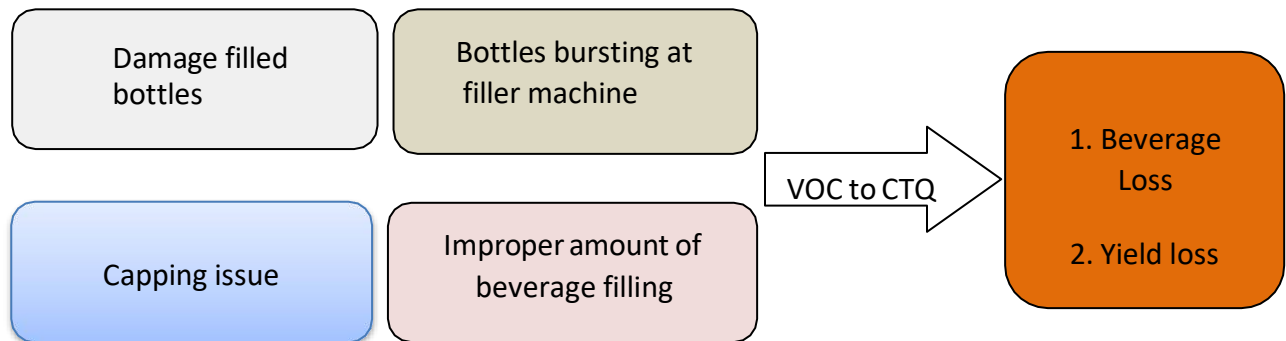 Damage filled
bottles
Bottles bursting at
filler machine
Capping issue
Improper amount of
beverage filling
VOC to CTQ
1. Beverage
Loss
2. Yield loss